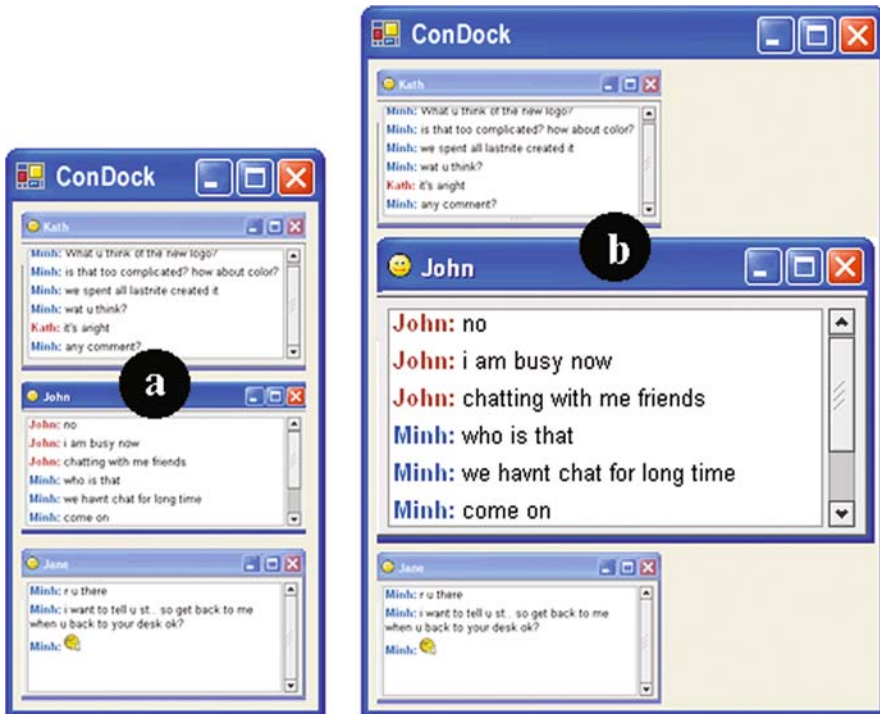 ConDock
Kath
Minh: What u think of the new logo?
Minh: is that too complicated? how about color?
Minh: we spent all lastnite created it
Minh: wat u think?
Kath: it's aright
Minh: any comment?
a
John
John: no
John: i am busy now
John: chatting with me friends
Minh: who is that
Minh: we havnt chat for long time
Minh: come on
Jane
Minh: r u there
Minh: i want to tell u st.. so get back to me
when u back to your desk ok?
Minh:
ConDock
Kath
Minh: What u think of the new logo?
Minh: is that too complicated? how about color?
Minh: we spent all lastnite created it
Minh: wat u think?
Kath: it's aright
Minh: any comment?
b
John
John: no
John: i am busy now
John: chatting with me friends
Minh: who is that
Minh: we havnt chat for long time
Minh: come on
Jane
Minh: r u there
Minh: i want to tell u st.. so get back to me
when u back to your desk ok?
Minh: